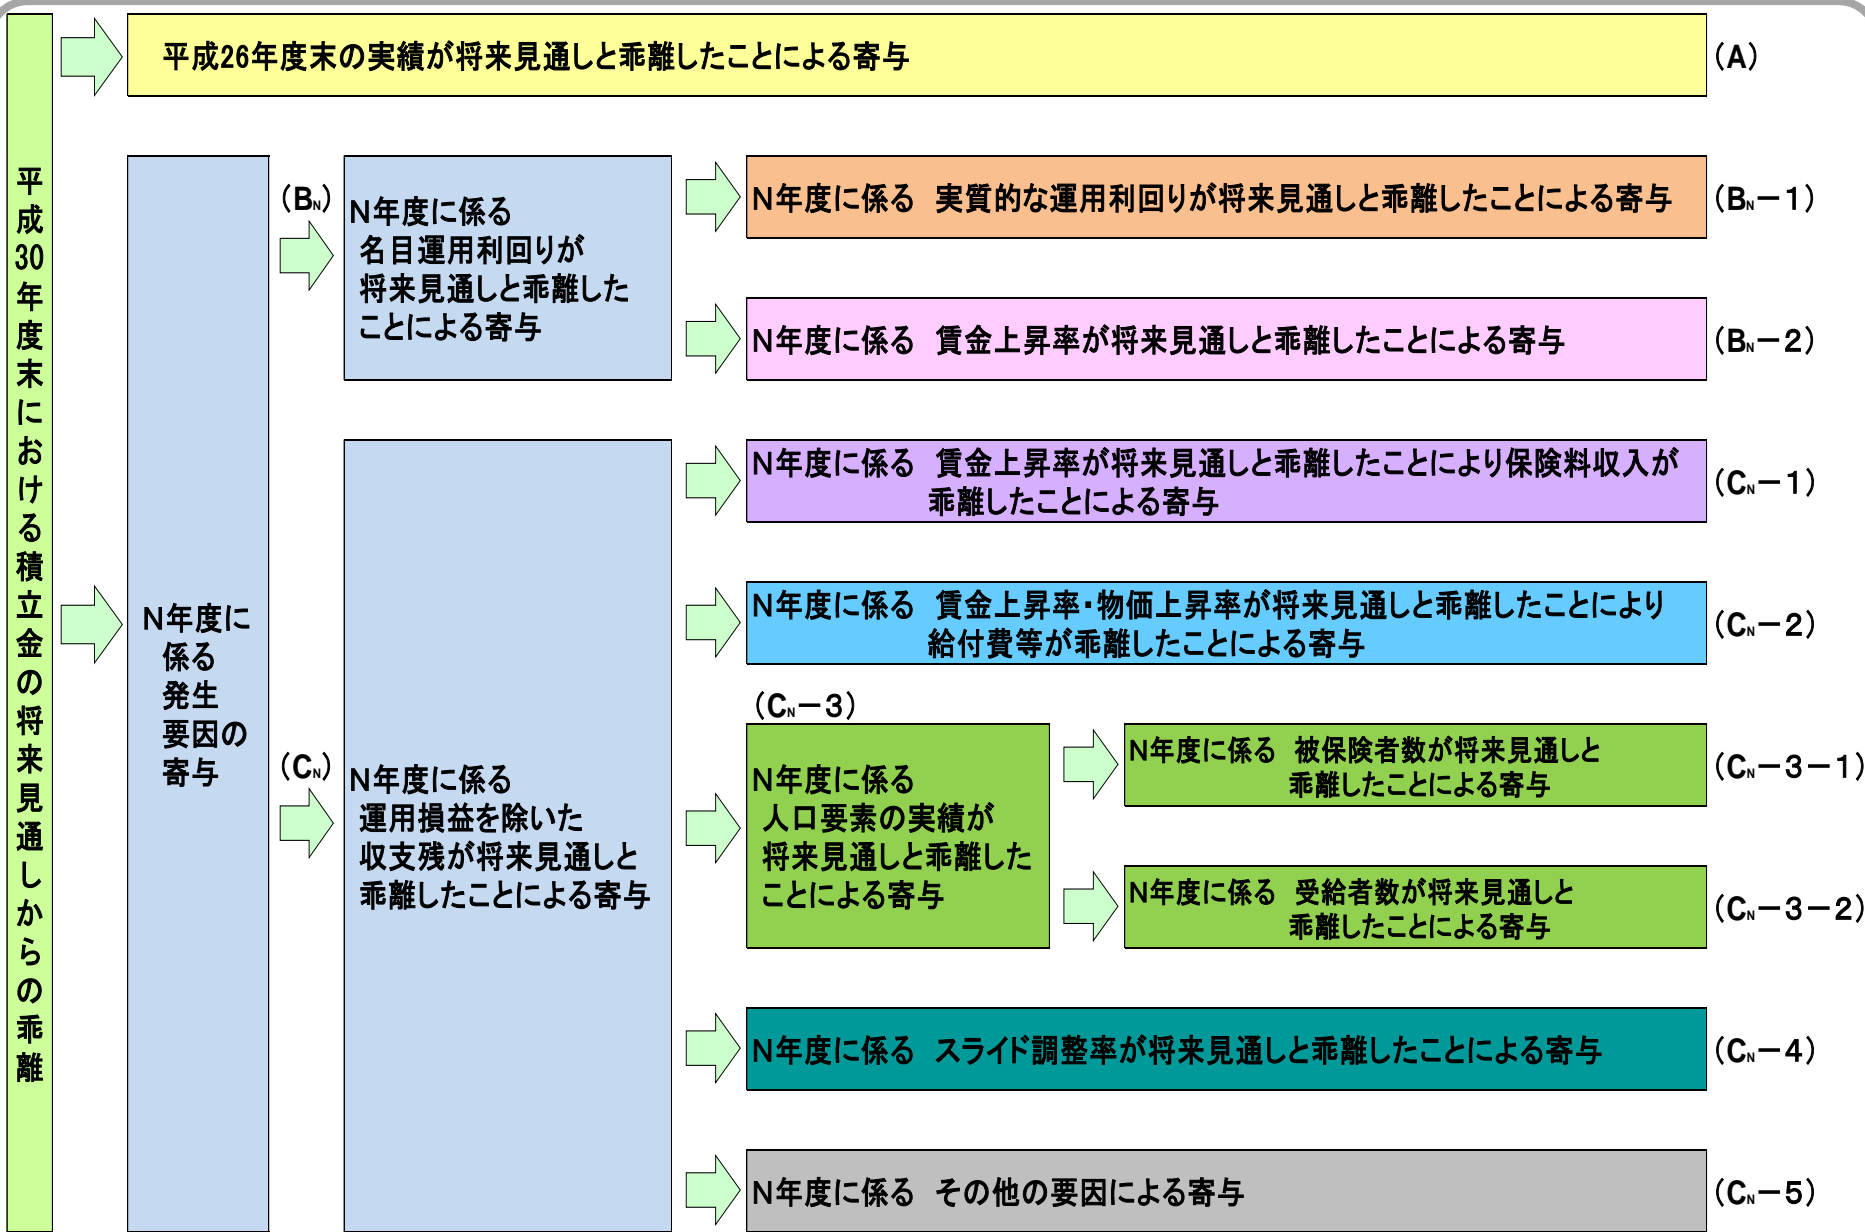 平成30年度末における積立金の将来見通しからの乖離
平成26年度末の実績が将来見通しと乖離したことによる寄与
(A)
N年度に
係る
発生
要因の
寄与
(BN)
N年度に係る
名目運用利回りが
将来見通しと乖離した
ことによる寄与
N年度に係る 実質的な運用利回りが将来見通しと乖離したことによる寄与
(BN-1)
N年度に係る 賃金上昇率が将来見通しと乖離したことによる寄与
(BN-2)
(CN)
N年度に係る
運用損益を除いた
収支残が将来見通しと
乖離したことによる寄与
N年度に係る 賃金上昇率が将来見通しと乖離したことにより保険料収入が
乖離したことによる寄与
(CN-1)
N年度に係る 賃金上昇率・物価上昇率が将来見通しと乖離したことにより
給付費等が乖離したことによる寄与
(CN-2)
(CN-3)
N年度に係る
人口要素の実績が
将来見通しと乖離した
ことによる寄与
N年度に係る 被保険者数が将来見通しと
乖離したことによる寄与
(CN-3-1)
N年度に係る 受給者数が将来見通しと
乖離したことによる寄与
(CN-3-2)
N年度に係る スライド調整率が将来見通しと乖離したことによる寄与
(CN-4)
N年度に係る その他の要因による寄与
(CN-5)